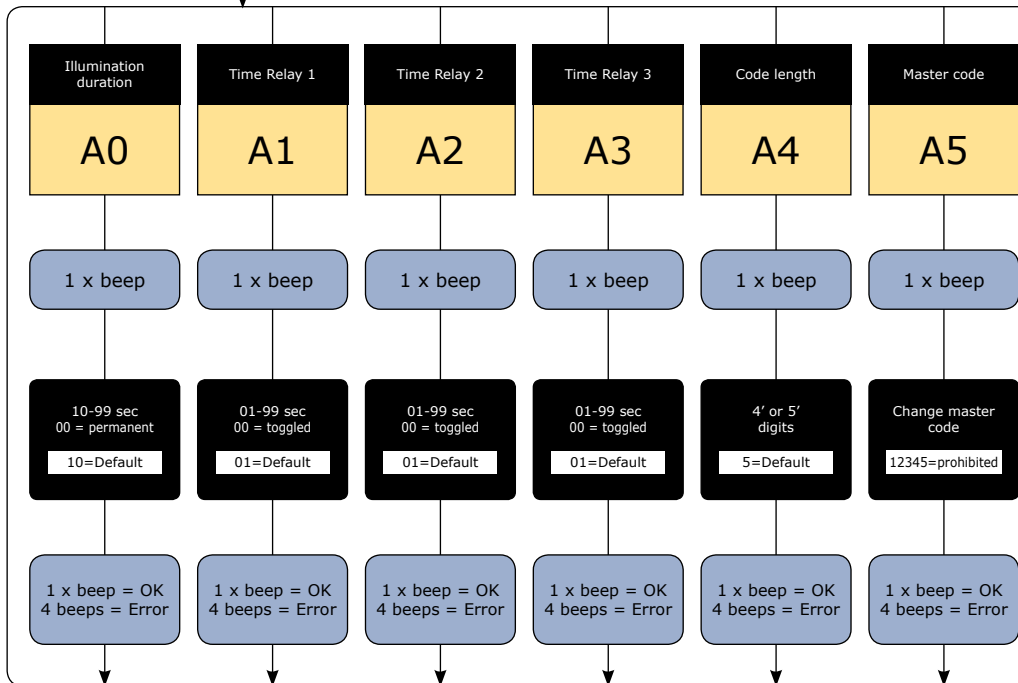 Illumination
duration
A0
1 x beep
10-99 sec
00 = permanent
10=Default
1 x beep = OK
4 beeps = Error
Time Relay 1
A1
1 x beep
01-99 sec
00 = toggled
01=Default
1 x beep = OK
4 beeps = Error
Time Relay 2
A2
1 x beep
01-99 sec
00 = toggled
01=Default
1 x beep = OK
4 beeps = Error
Time Relay 3
A3
1 x beep
01-99 sec
00 = toggled
01=Default
1 x beep = OK
4 beeps = Error
Code length
A4
1 x beep
4’ or 5’
digits
5=Default
1 x beep = OK
4 beeps = Error
Master code
A5
1 x beep
Change master
code
12345=prohibited
1 x beep = OK
4 beeps = Error